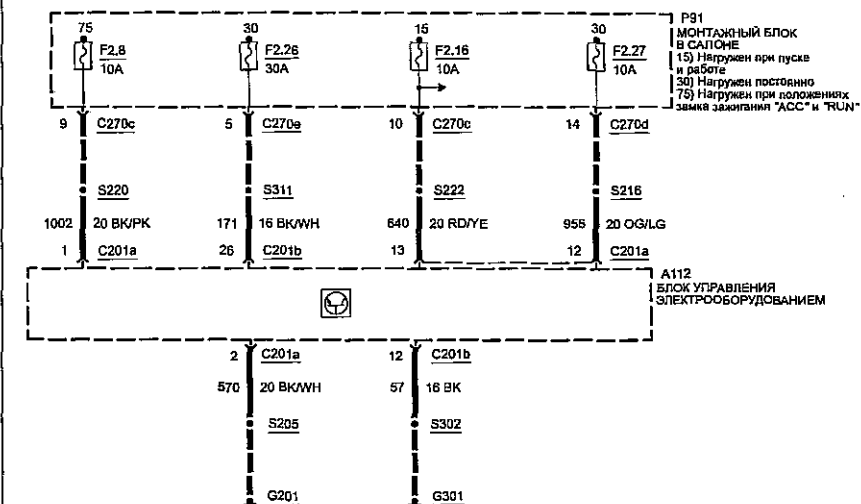 P91
75 30 15 30
МОНТАЖНЫЙ БЛОК
В САЛОНЕ
F2.8 F2.26 F2.16 F2.27
15) Нагружен при пуске
и работе
10A 30A 10A 10A
30) Нагружен постоянно
75) Нагружен при положениях
замка зажигания "ACC" и "RUN"
9 C270c 5 C270e 10 C270c 14 C270d
S220 S311 S222 S216
1002 20 BK/PK 171 16 BK/WH 640 20 RD/YE 956 20 OG/LG
1 C201a 26 C201b 13 12 C201a
A112
БЛОК УПРАВЛЕНИЯ
ЭЛЕКТРООБОРУДОВАНИЕМ
2 C201a 12 C201b
570 20 BK/WH 57 16 BK
S205 S302
G201 G301